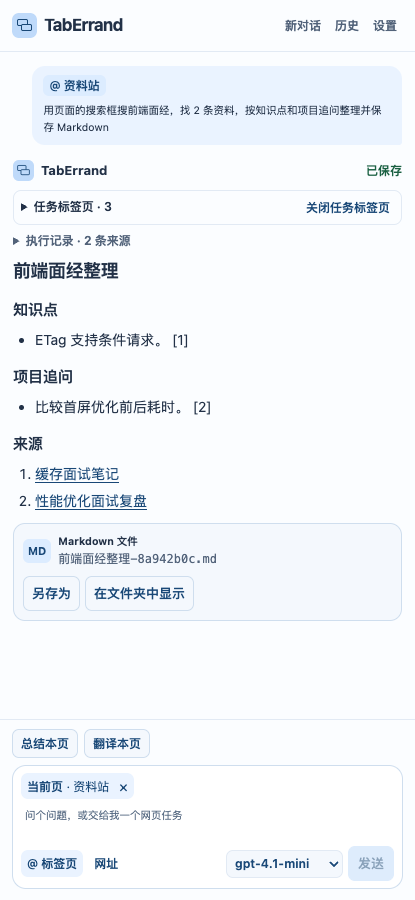 TabErrand
新对话 历史 设置
@ 资料站
用页面的搜索框搜前端面经，找 2 条资料，按知识点和项目追问整理并保
存 Markdown
TabErrand
已保存
任务标签页 · 3
关闭任务标签页
执行记录 · 2 条来源
前端面经整理
知识点
• ETag 支持条件请求。 [1]
项目追问
• 比较首屏优化前后耗时。 [2]
来源
1. 缓存面试笔记
2. 性能优化面试复盘
MD
Markdown 文件
前端面经整理-8a942b0c.md
另存为 在文件夹中显示
总结本页 翻译本页
当前页 · 资料站 ×
问个问题，或交给我一个网页任务
@ 标签页 网址 gpt-4.1-mini 发送